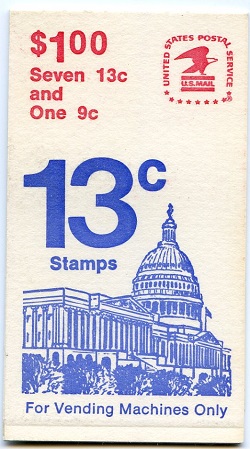 $1.00
Seven 13c
and
One 9c
UNITED STATES POSTAL SERVICE
U.S.MAIL
13c
Stamps
For Vending Machines Only